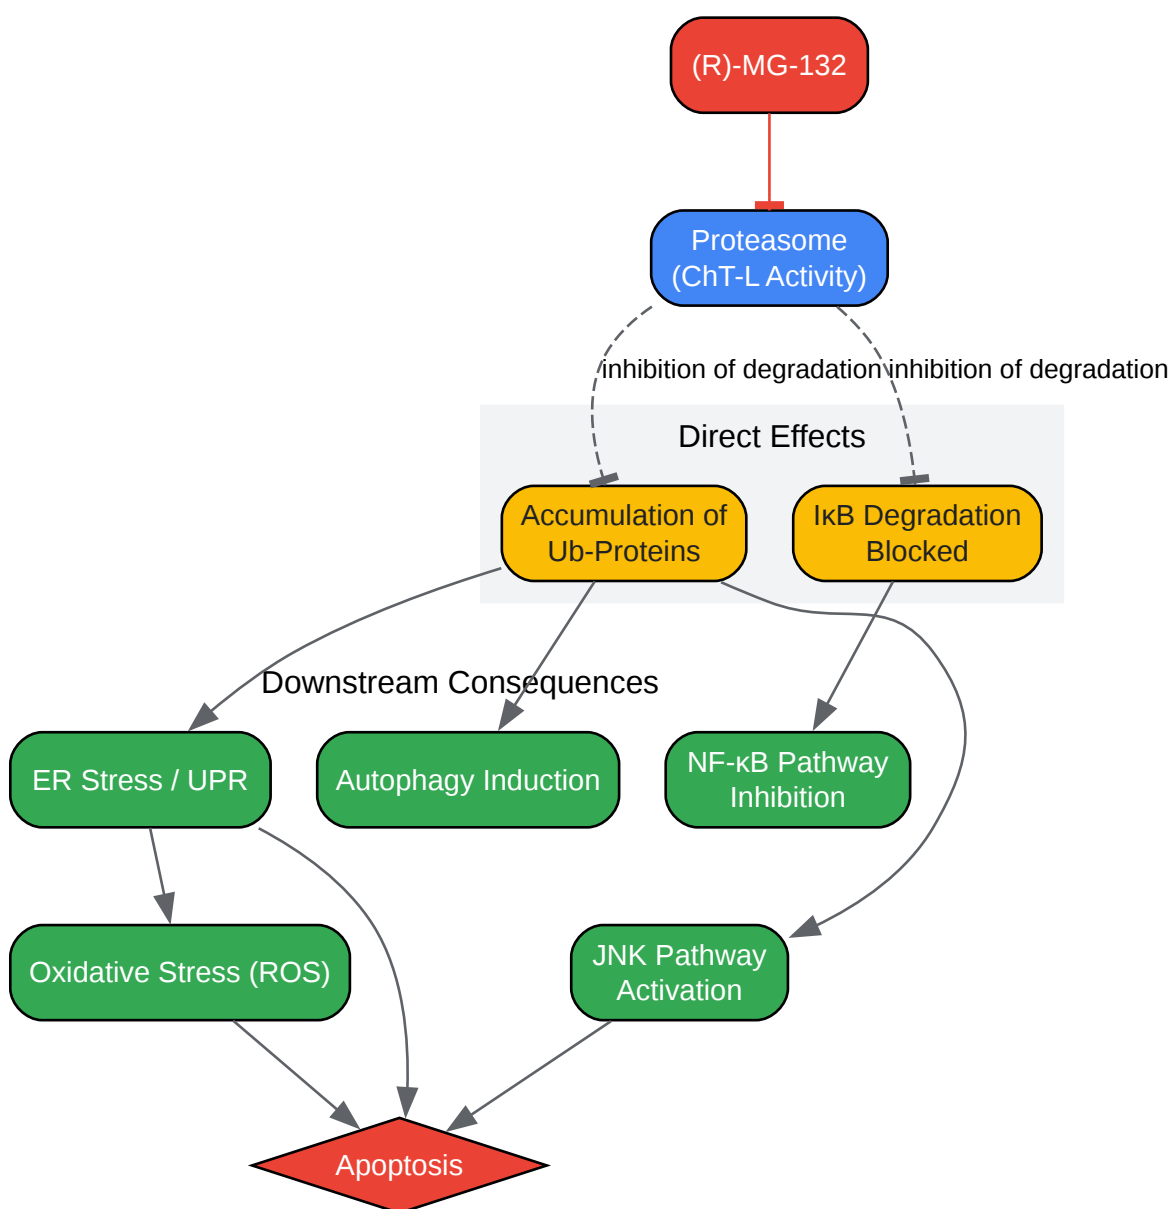 (R)-MG-132
Proteasome
(ChT-L Activity)
inhibition of degradation
inhibition of degradation
Direct Effects
Accumulation of
Ub-Proteins
IκB Degradation
Blocked
Downstream Consequences
ER Stress / UPR
Autophagy Induction
NF-κB Pathway
Inhibition
Oxidative Stress (ROS)
JNK Pathway
Activation
Apoptosis